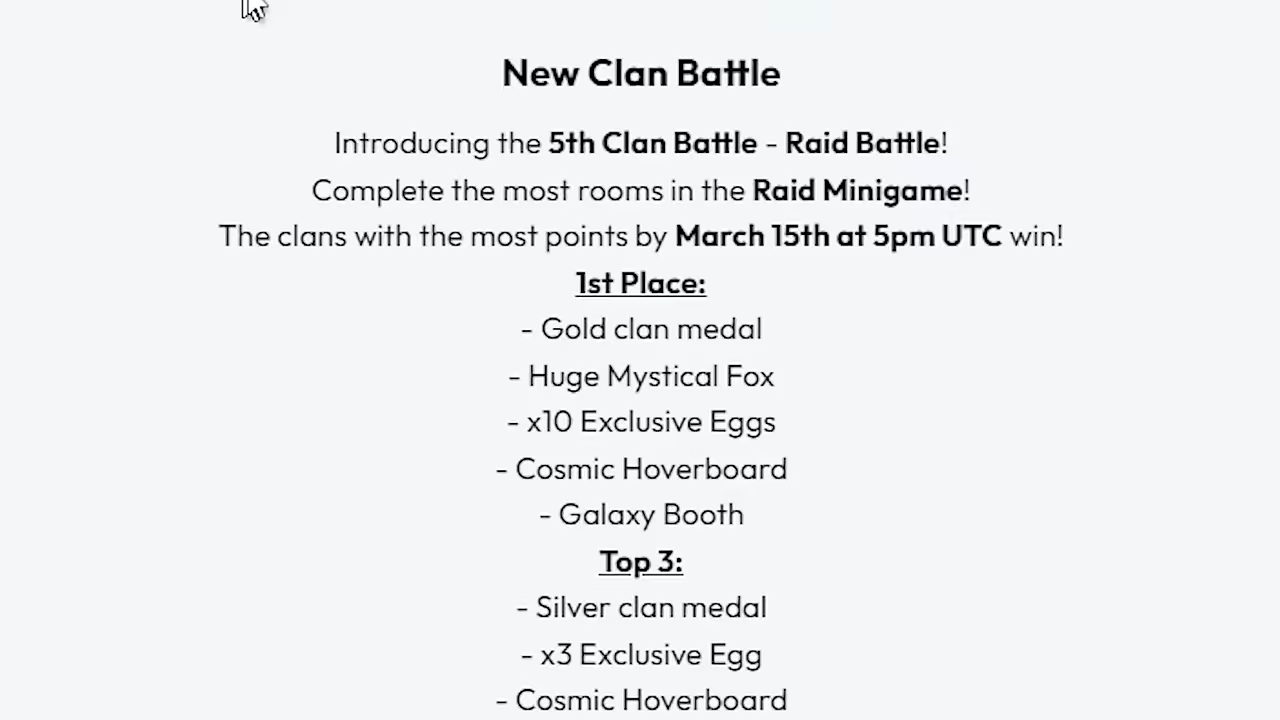 New Clan Battle
Introducing the 5th Clan Battle - Raid Battle!
Complete the most rooms in the Raid Minigame!
The clans with the most points by March 15th at 5pm UTC win!
1st Place:
- Gold clan medal
- Huge Mystical Fox
- x10 Exclusive Eggs
- Cosmic Hoverboard
- Galaxy Booth
Top 3:
- Silver clan medal
- x3 Exclusive Egg
- Cosmic Hoverboard